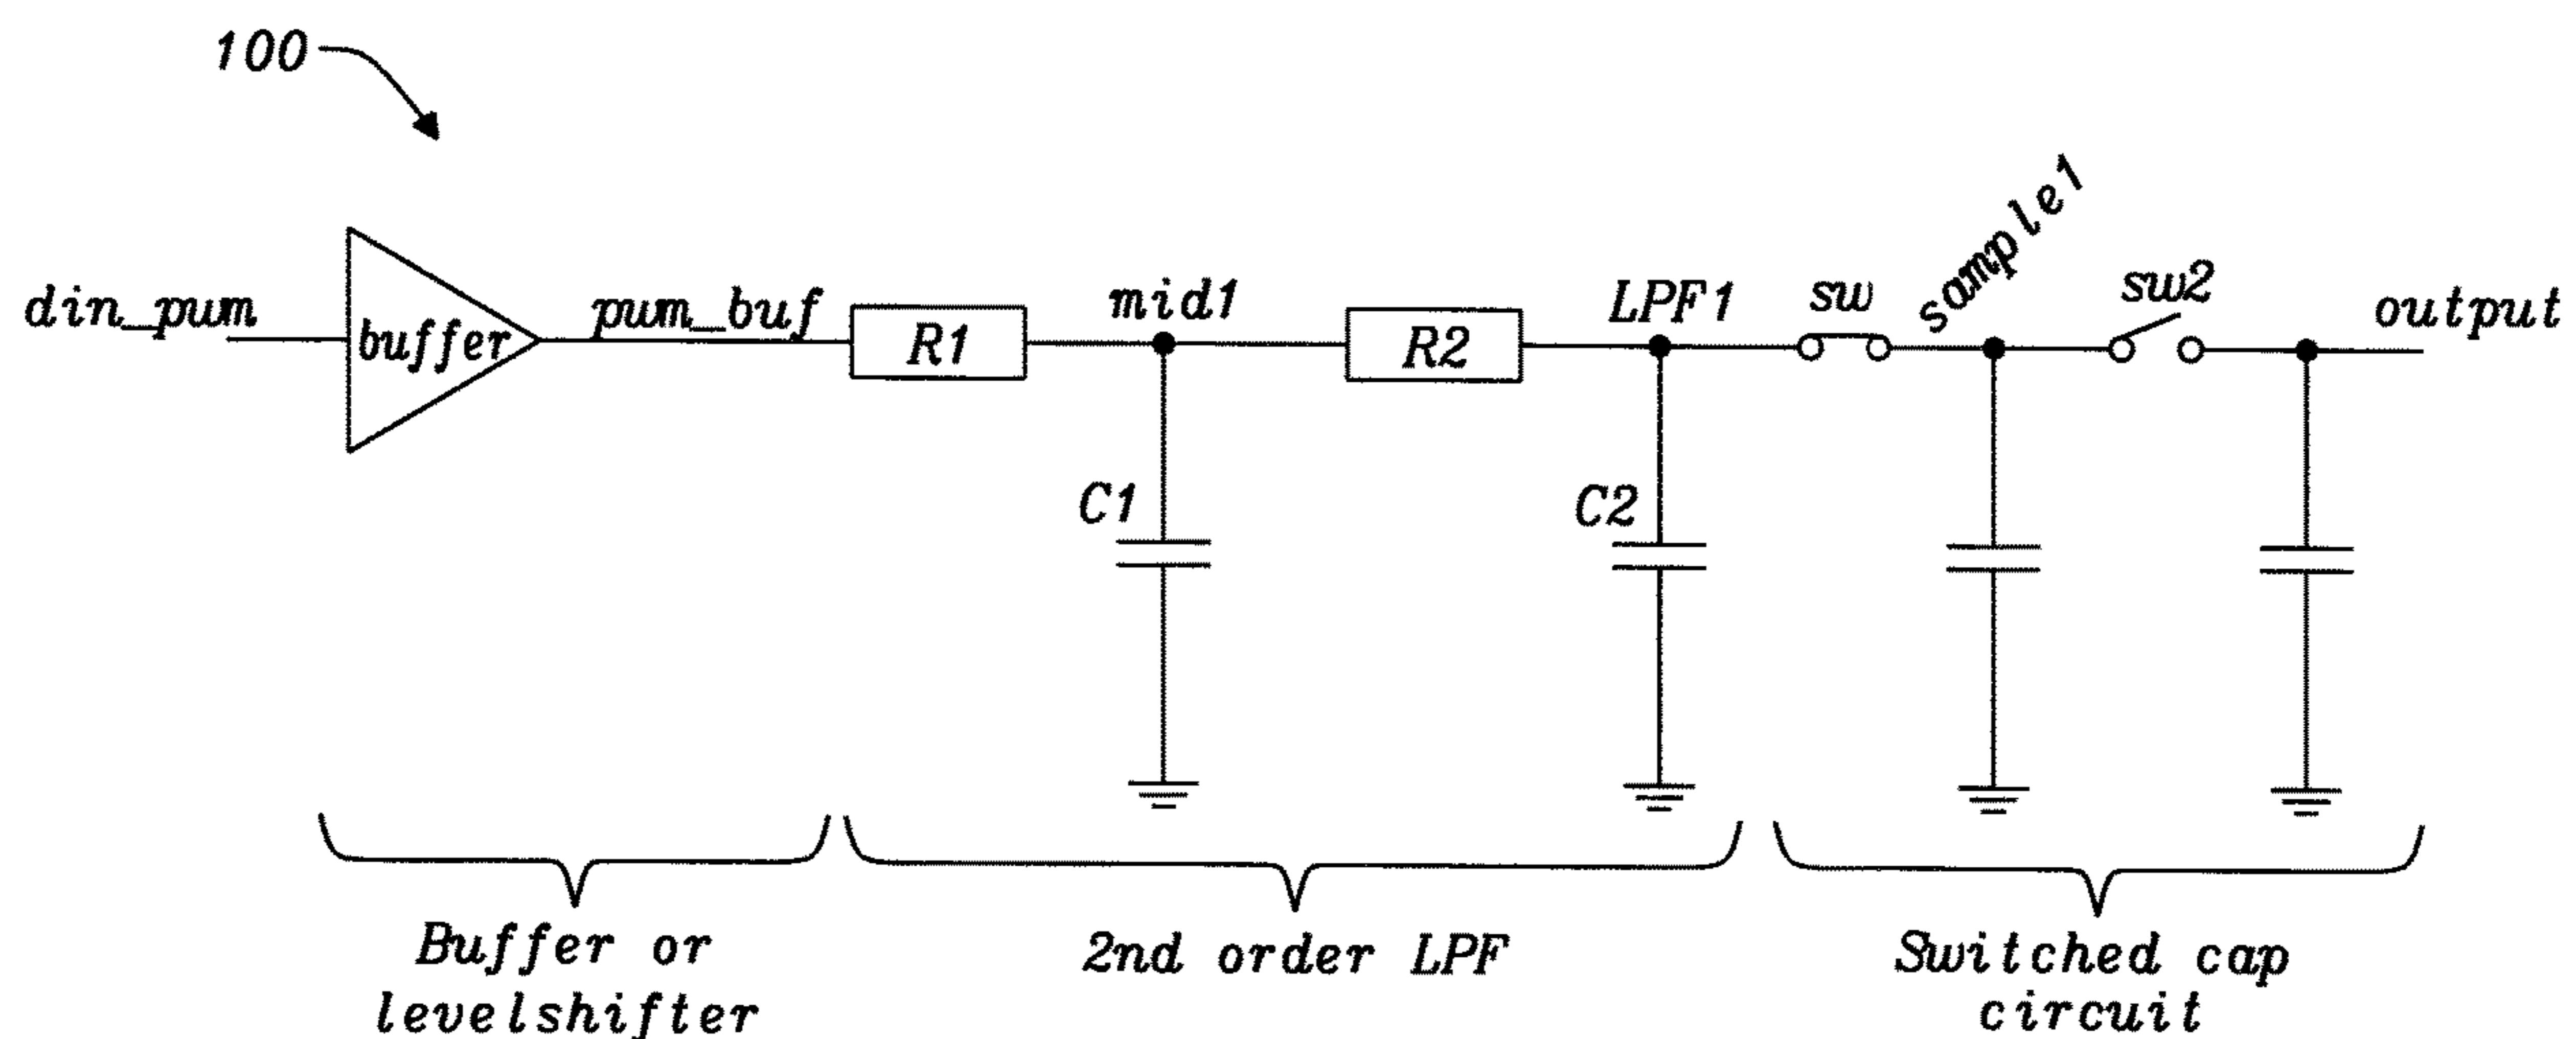 100
din_pwm
buffer
pwm_buf
R1
mid1
R2
LPF1
sw
sample1
sw2
output
C1
C2
Buffer or
levelshifter
2nd order LPF
Switched cap
circuit